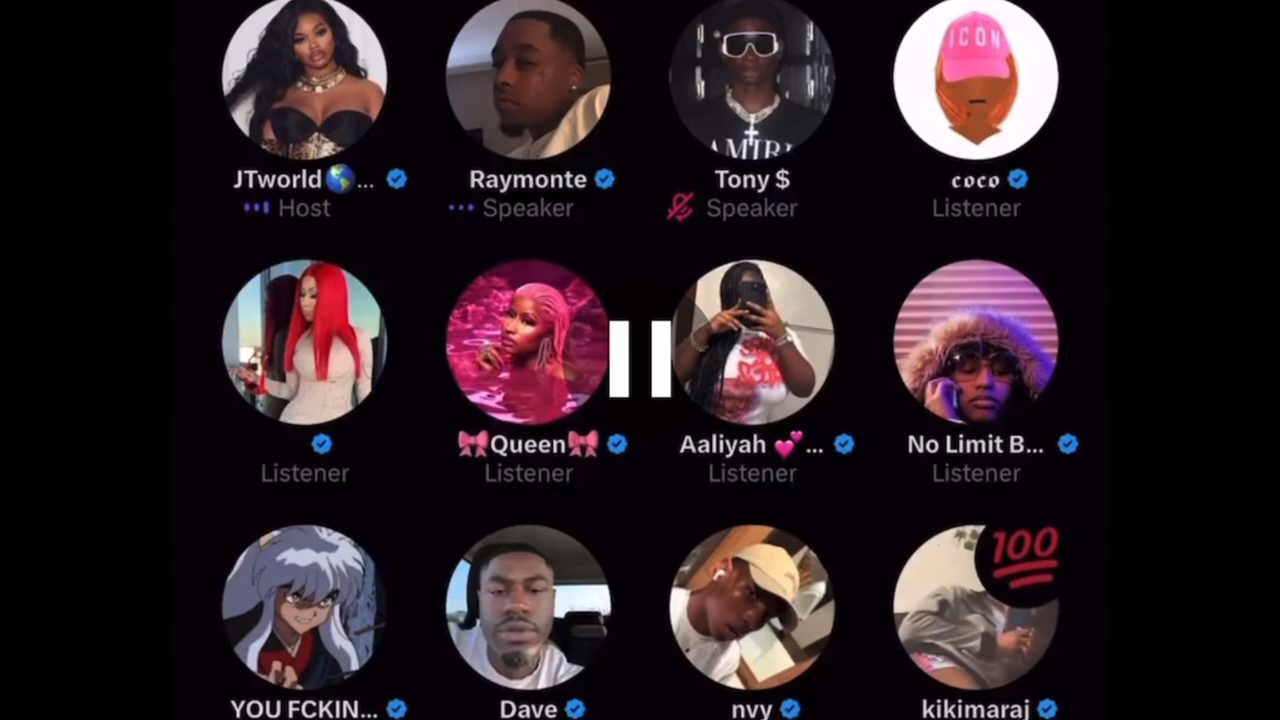 ICON
AMIRI
JTworld🌎...
Raymonte
Tony $
coco
Host
Speaker
Speaker
Listener
🎀Queen🎀
Aaliyah 💕...
No Limit B...
Listener
Listener
Listener
Listener
100
YOU FCKIN...
Dave
nvy
kikimaraj